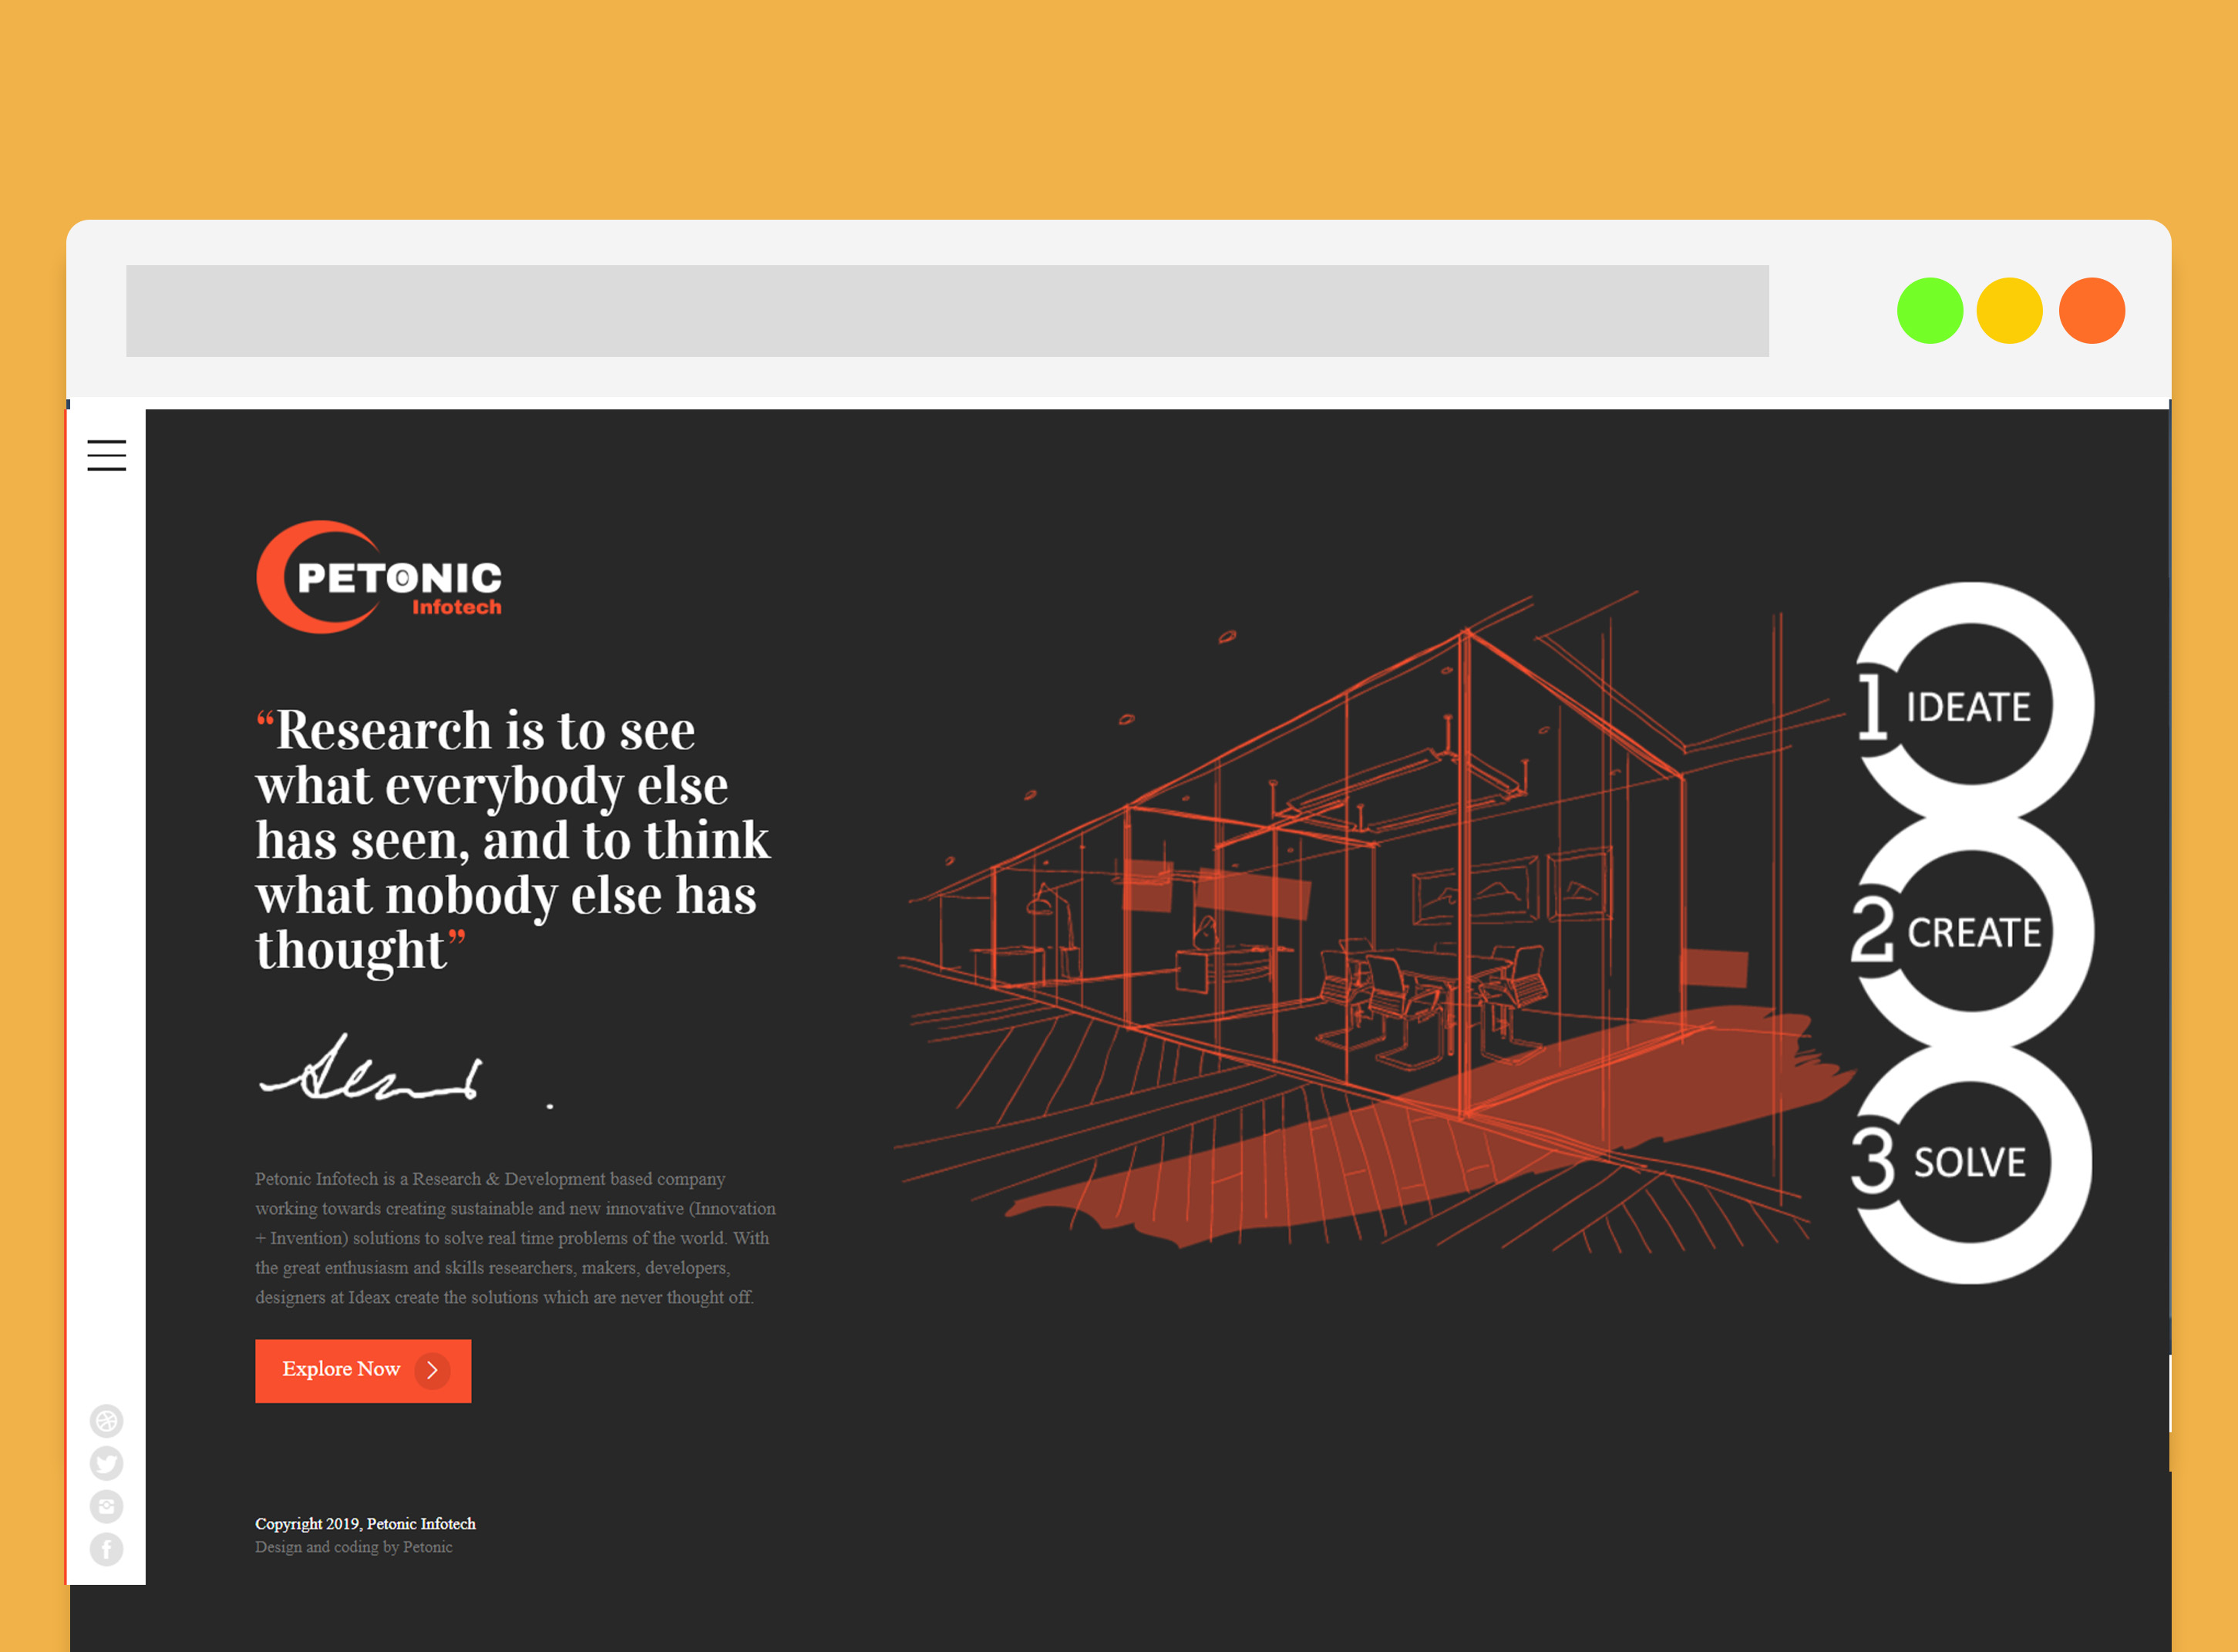 PETONIC
Infotech
“Research is to see
what everybody else
has seen, and to think
what nobody else has
thought”
Petonic Infotech is a Research & Development based company
working towards creating sustainable and new innovative (Innovation
+ Invention) solutions to solve real time problems of the world. With
the great enthusiasm and skills researchers, makers, developers,
designers at Ideax create the solutions which are never thought off.
Explore Now
Copyright 2019, Petonic Infotech
Design and coding by Petonic
1 IDEATE
2 CREATE
3 SOLVE